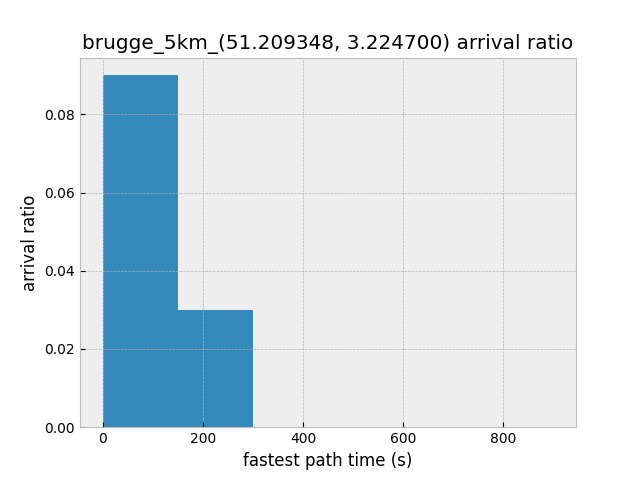 brugge_5km_(51.209348, 3.224700) arrival ratio
0.08
0.06
0.04
0.02
0.00
arrival ratio
0 200 400 600 800
fastest path time (s)